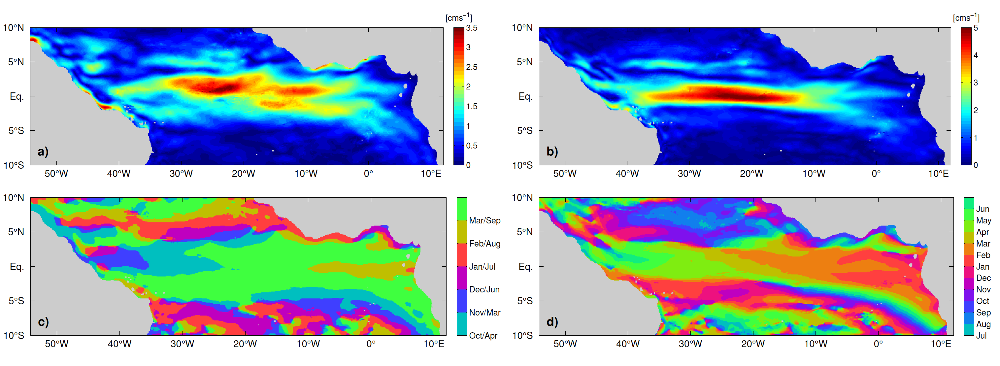 [cms−1]
[cms−1]
10°N
5°N
Eq.
5°S
10°S
a)
50°W 40°W 30°W 20°W 10°W 0° 10°E
3.5
3
2.5
2
1.5
1
0.5
0
10°N
5°N
Eq.
5°S
10°S
b)
50°W 40°W 30°W 20°W 10°W 0° 10°E
5
4
3
2
1
0
10°N
5°N
Eq.
5°S
10°S
c)
50°W 40°W 30°W 20°W 10°W 0° 10°E
Mar/Sep
Feb/Aug
Jan/Jul
Dec/Jun
Nov/Mar
Oct/Apr
10°N
5°N
Eq.
5°S
10°S
d)
50°W 40°W 30°W 20°W 10°W 0° 10°E
Jun
May
Apr
Mar
Feb
Jan
Dec
Nov
Oct
Sep
Aug
Jul